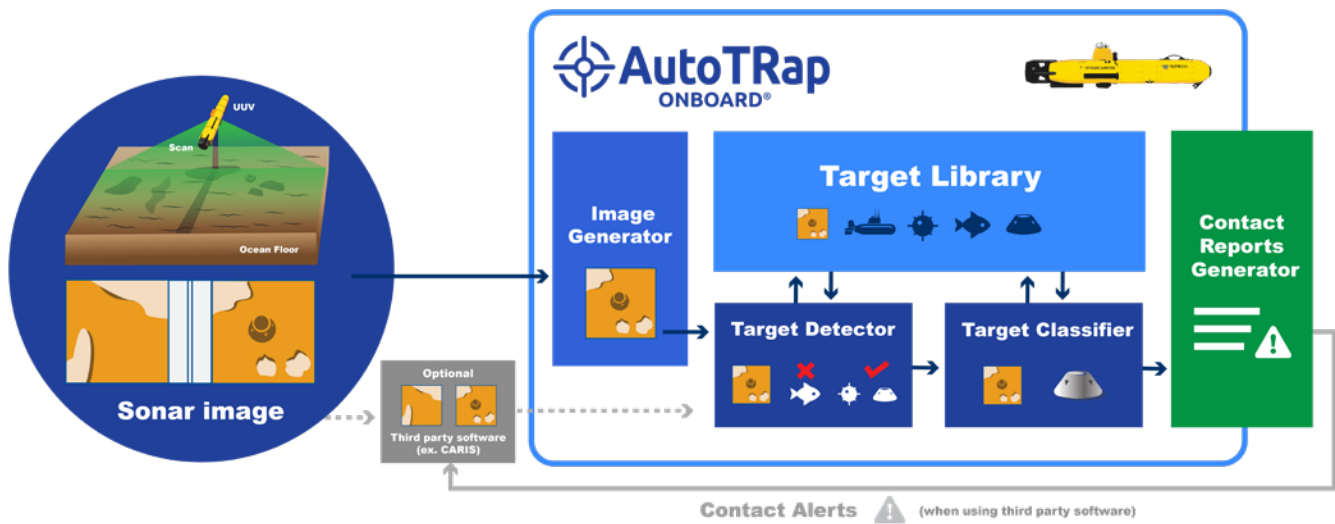 AutoTRap
ONBOARD®
UUV
Scan
Ocean Floor
Sonar image
Optional
Third party software
(ex. CARIS)
Image
Generator
Target Library
Target Detector
Target Classifier
Contact
Reports
Generator
Contact Alerts
(when using third party software)